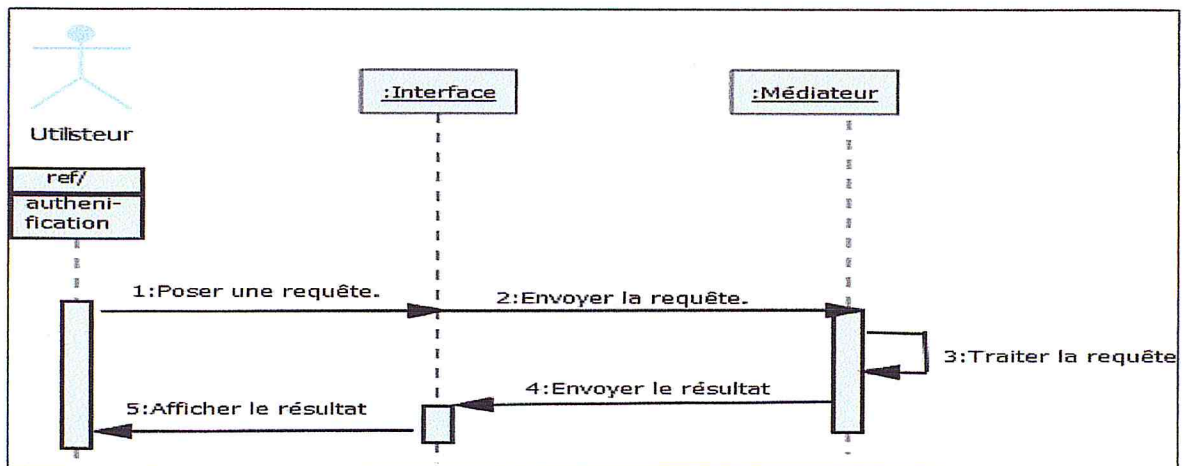 :Interface
:Médiateur
Utilisteur
ref/
autheni-
fication
1:Poser une requête.
2:Envoyer la requête.
3:Traiter la requête
4:Envoyer le résultat
5:Afficher le résultat